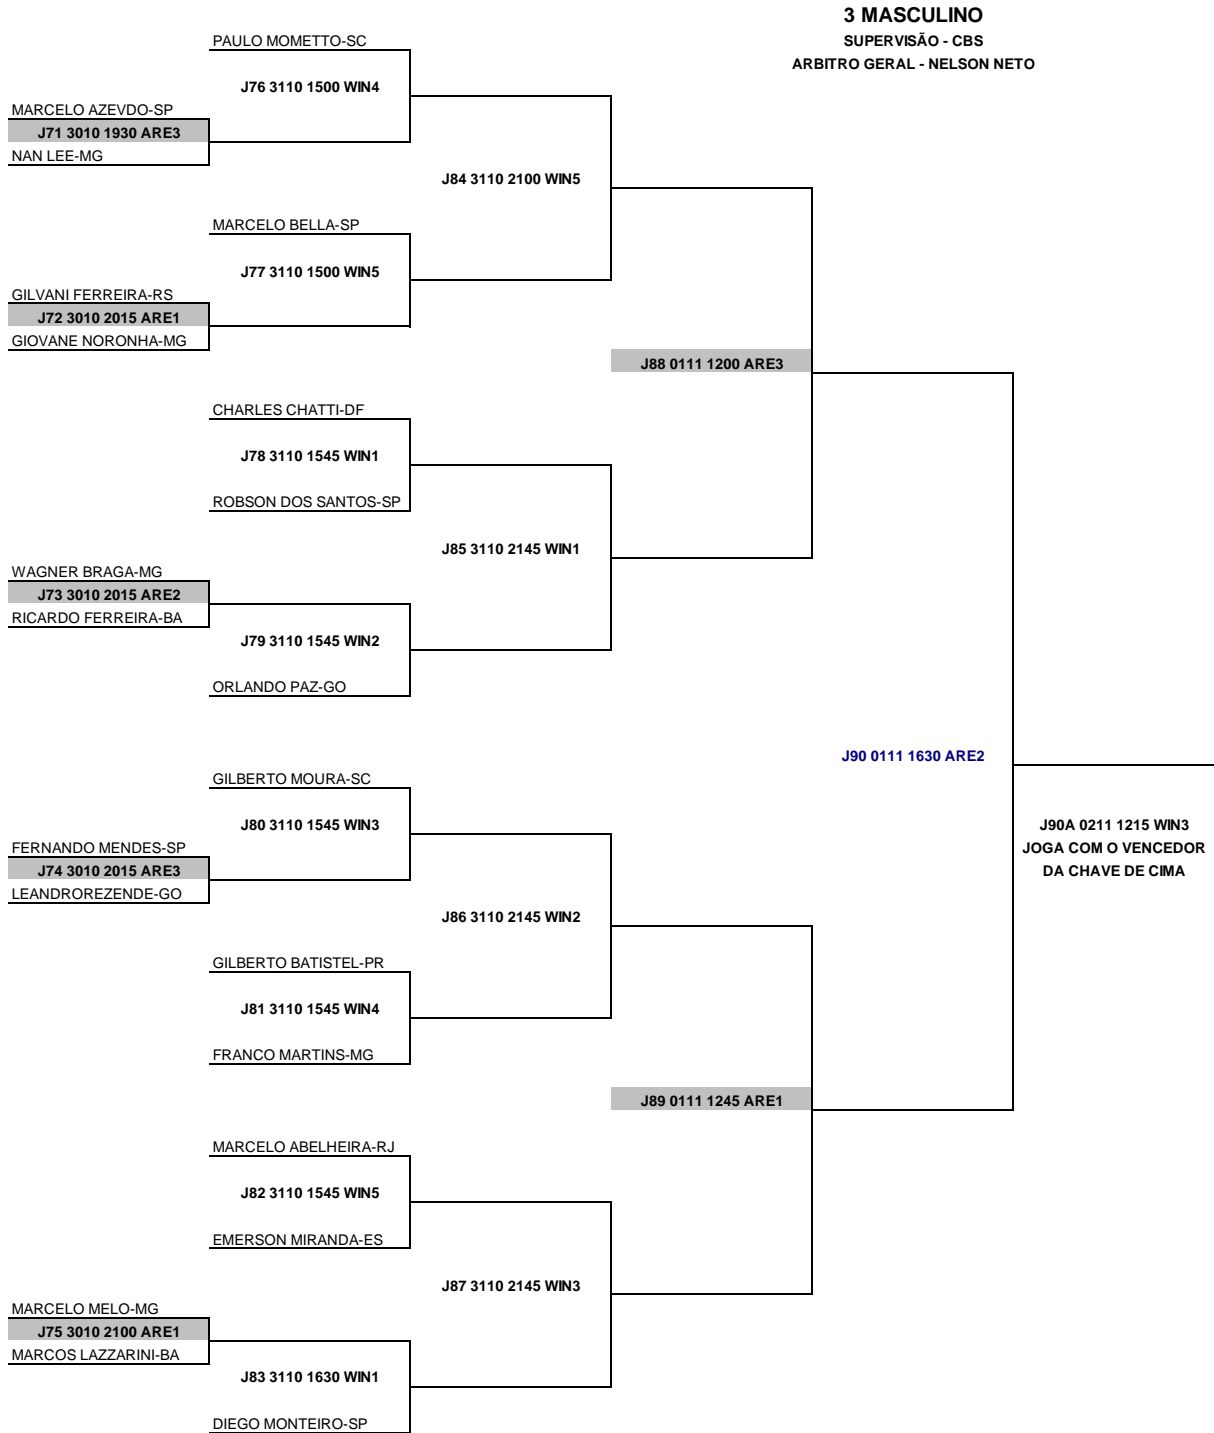 3 MASCULINO
SUPERVISÃO - CBS
ARBITRO GERAL - NELSON NETO
PAULO MOMETTO-SC
J76 3110 1500 WIN4
MARCELO AZEVDO-SP
J71 3010 1930 ARE3
NAN LEE-MG
J84 3110 2100 WIN5
MARCELO BELLA-SP
J77 3110 1500 WIN5
GILVANI FERREIRA-RS
J72 3010 2015 ARE1
GIOVANE NORONHA-MG
J88 0111 1200 ARE3
CHARLES CHATTI-DF
J78 3110 1545 WIN1
ROBSON DOS SANTOS-SP
J85 3110 2145 WIN1
WAGNER BRAGA-MG
J73 3010 2015 ARE2
RICARDO FERREIRA-BA
J79 3110 1545 WIN2
ORLANDO PAZ-GO
J90 0111 1630 ARE2
GILBERTO MOURA-SC
J80 3110 1545 WIN3
J90A 0211 1215 WIN3
JOGA COM O VENCEDOR
DA CHAVE DE CIMA
FERNANDO MENDES-SP
J74 3010 2015 ARE3
LEANDROREZENDE-GO
J86 3110 2145 WIN2
GILBERTO BATISTEL-PR
J81 3110 1545 WIN4
FRANCO MARTINS-MG
J89 0111 1245 ARE1
MARCELO ABELHEIRA-RJ
J82 3110 1545 WIN5
EMERSON MIRANDA-ES
J87 3110 2145 WIN3
MARCELO MELO-MG
J75 3010 2100 ARE1
MARCOS LAZZARINI-BA
J83 3110 1630 WIN1
DIEGO MONTEIRO-SP